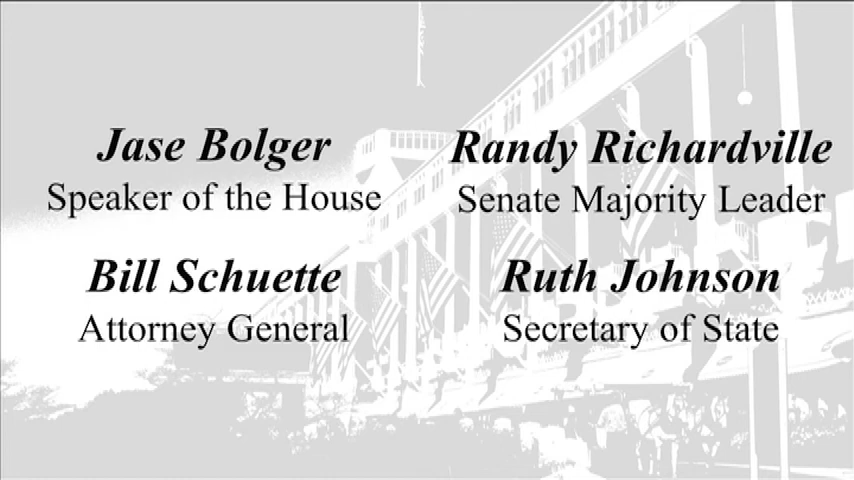 Jase Bolger
Speaker of the House
Randy Richardville
Senate Majority Leader
Bill Schuette
Attorney General
Ruth Johnson
Secretary of State